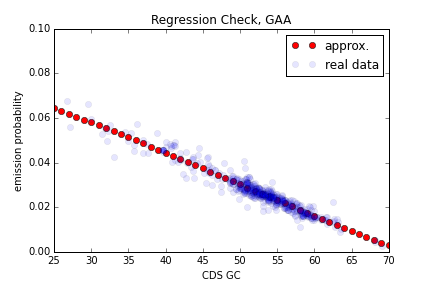 Regression Check, GAA
0.10
approx.
real data
0.08
0.06
emission probability
0.04
0.02
0.00
25 30 35 40 45 50 55 60 65 70
CDS GC